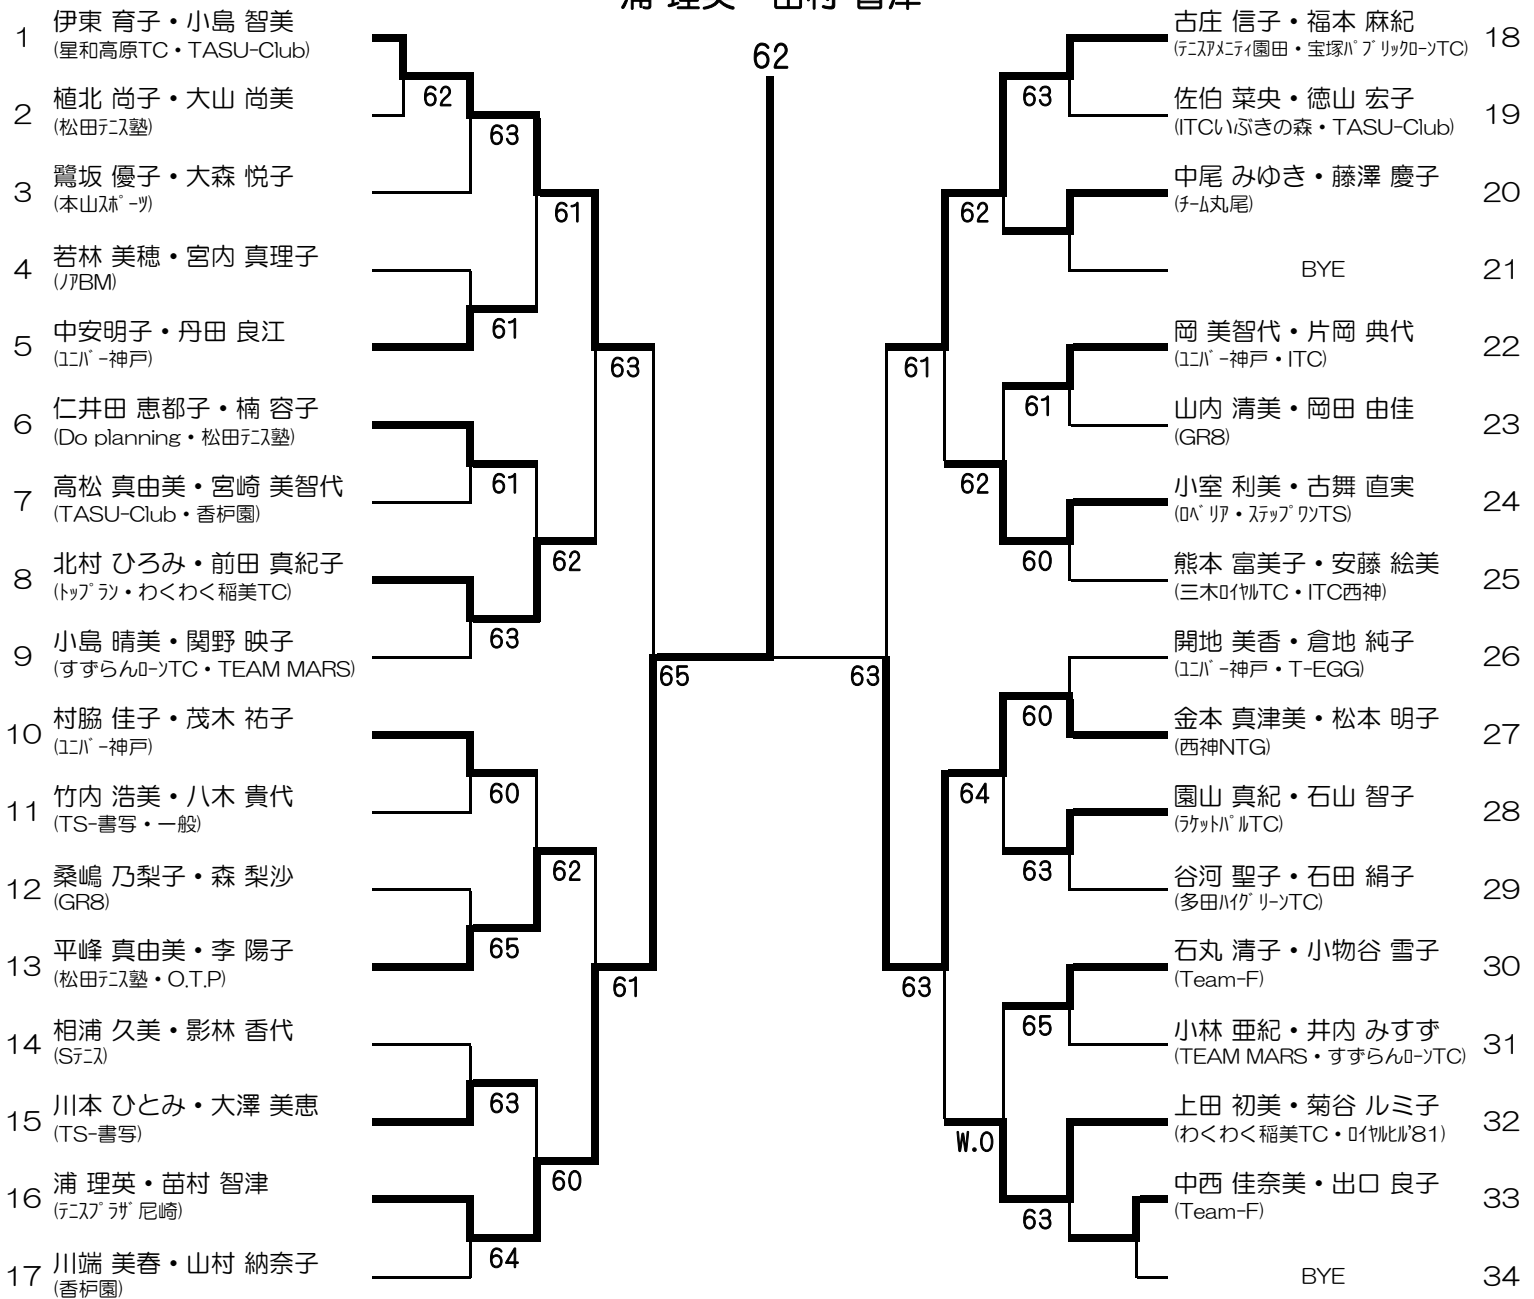 浦 理英・苗村 智津
62
1 伊東 育子・小島 智美
(星和高原TC・TASU-Club)
2 植北 尚子・大山 尚美
(松田ﾃﾆｽ塾)
3 鷺坂 優子・大森 悦子
(本山ｽﾎﾟｰﾂ)
4 若林 美穂・宮内 真理子
(ﾉｱBM)
5 中安明子・丹田 良江
(ﾕﾆﾊﾞｰ神戸)
6 仁井田 恵都子・楠 容子
(Do planning・松田ﾃﾆｽ塾)
7 高松 真由美・宮崎 美智代
(TASU-Club・香枦園)
8 北村 ひろみ・前田 真紀子
(ﾄｯﾌﾟﾗﾝ・わくわく稲美TC)
9 小島 晴美・関野 映子
(すずらんﾛｰﾝTC・TEAM MARS)
10 村脇 佳子・茂木 祐子
(ﾕﾆﾊﾞｰ神戸)
11 竹内 浩美・八木 貴代
(TS-書写・一般)
12 桑嶋 乃梨子・森 梨沙
(GR8)
13 平峰 真由美・李 陽子
(松田ﾃﾆｽ塾・O.T.P)
14 相浦 久美・影林 香代
(Sﾃﾆｽ)
15 川本 ひとみ・大澤 美恵
(TS-書写)
16 浦 理英・苗村 智津
(ﾃﾆｽﾌﾟﾗｻﾞ尼崎)
17 川端 美春・山村 納奈子
(香枦園)
62
63
61
61
63
61
62
63
65
60
62
65
61
63
60
64
古庄 信子・福本 麻紀 18
(ﾃﾆｽｱﾒﾆﾃｨ園田・宝塚ﾊﾟﾌﾞﾘｯｸﾛｰﾝTC)
佐伯 菜央・徳山 宏子 19
(ITCいぶきの森・TASU-Club)
中尾 みゆき・藤澤 慶子 20
(ﾁｰﾑ丸尾)
BYE 21
岡 美智代・片岡 典代 22
(ﾕﾆﾊﾞｰ神戸・ITC)
山内 清美・岡田 由佳 23
(GR8)
小室 利美・古舞 直実 24
(ﾛﾍﾞﾘｱ・ｽﾃｯﾌﾟﾜﾝTS)
熊本 富美子・安藤 絵美 25
(三木ﾛｲﾔﾙTC・ITC西神)
開地 美香・倉地 純子 26
(ﾕﾆﾊﾞｰ神戸・T-EGG)
金本 真津美・松本 明子 27
(西神NTG)
園山 真紀・石山 智子 28
(ﾗｹｯﾄﾊﾟﾙTC)
谷河 聖子・石田 絹子 29
(多田ﾊｲｸﾞﾘｰﾝTC)
石丸 清子・小物谷 雪子 30
(Team-F)
小林 亜紀・井内 みすず 31
(TEAM MARS・すずらんﾛｰﾝTC)
上田 初美・菊谷 ルミ子 32
(わくわく稲美TC・ﾛｲﾔﾙﾋﾙ'81)
中西 佳奈美・出口 良子 33
(Team-F)
BYE 34
63
62
61
61
62
60
63
60
64
63
63
65
W.O
63